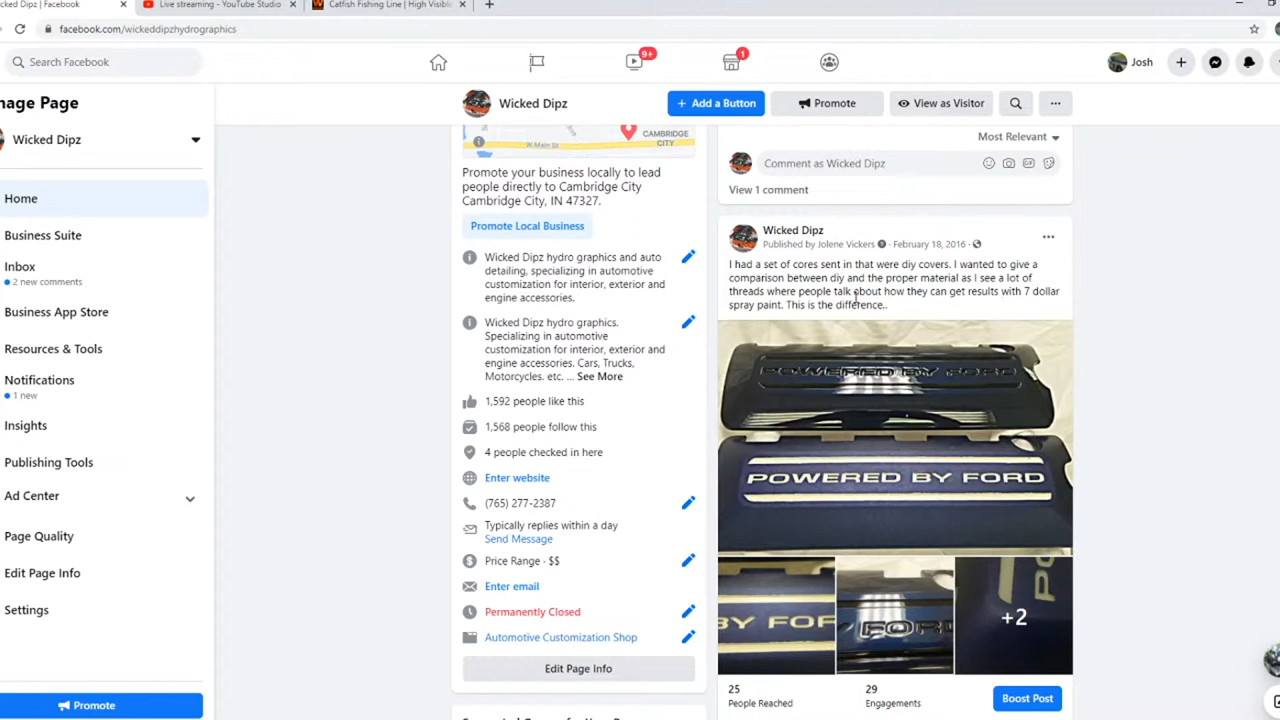 Dipz | Facebook
Live streaming - YouTube Studio
Catfish Fishing Line | High Visible
facebook.com/wickeddipzhydrographics
Search Facebook
9+
1
Josh
nage Page
Wicked Dipz
Home
Business Suite
Inbox
2 new comments
Business App Store
Resources & Tools
Notifications
1 new
Insights
Publishing Tools
Ad Center
Page Quality
Edit Page Info
Settings
Promote
Wicked Dipz
Add a Button
Promote
View as Visitor
W Main St
CAMBRIDGE
CITY
Promote your business locally to lead
people directly to Cambridge City
Cambridge City, IN 47327.
Promote Local Business
Wicked Dipz hydro graphics and auto
detailing, specializing in automotive
customization for interior, exterior and
engine accessories.
Wicked Dipz hydro graphics.
Specializing in automotive
customization for interior, exterior and
engine accessories. Cars, Trucks,
Motorcycles. etc. ... See More
1,592 people like this
1,568 people follow this
4 people checked in here
Enter website
(765) 277-2387
Typically replies within a day
Send Message
Price Range · $$
Enter email
Permanently Closed
Automotive Customization Shop
Edit Page Info
Most Relevant
Comment as Wicked Dipz
GIF
View 1 comment
Wicked Dipz
Published by Jolene Vickers · February 18, 2016 ·
I had a set of cores sent in that were diy covers. I wanted to give a
comparison between diy and the proper material as I see a lot of
threads where people talk about how they can get results with 7 dollar
spray paint. This is the difference..
POWERED BY FORD
POWERED BY FORD
BY FOR
FORD
+2
25
People Reached
29
Engagements
Boost Post